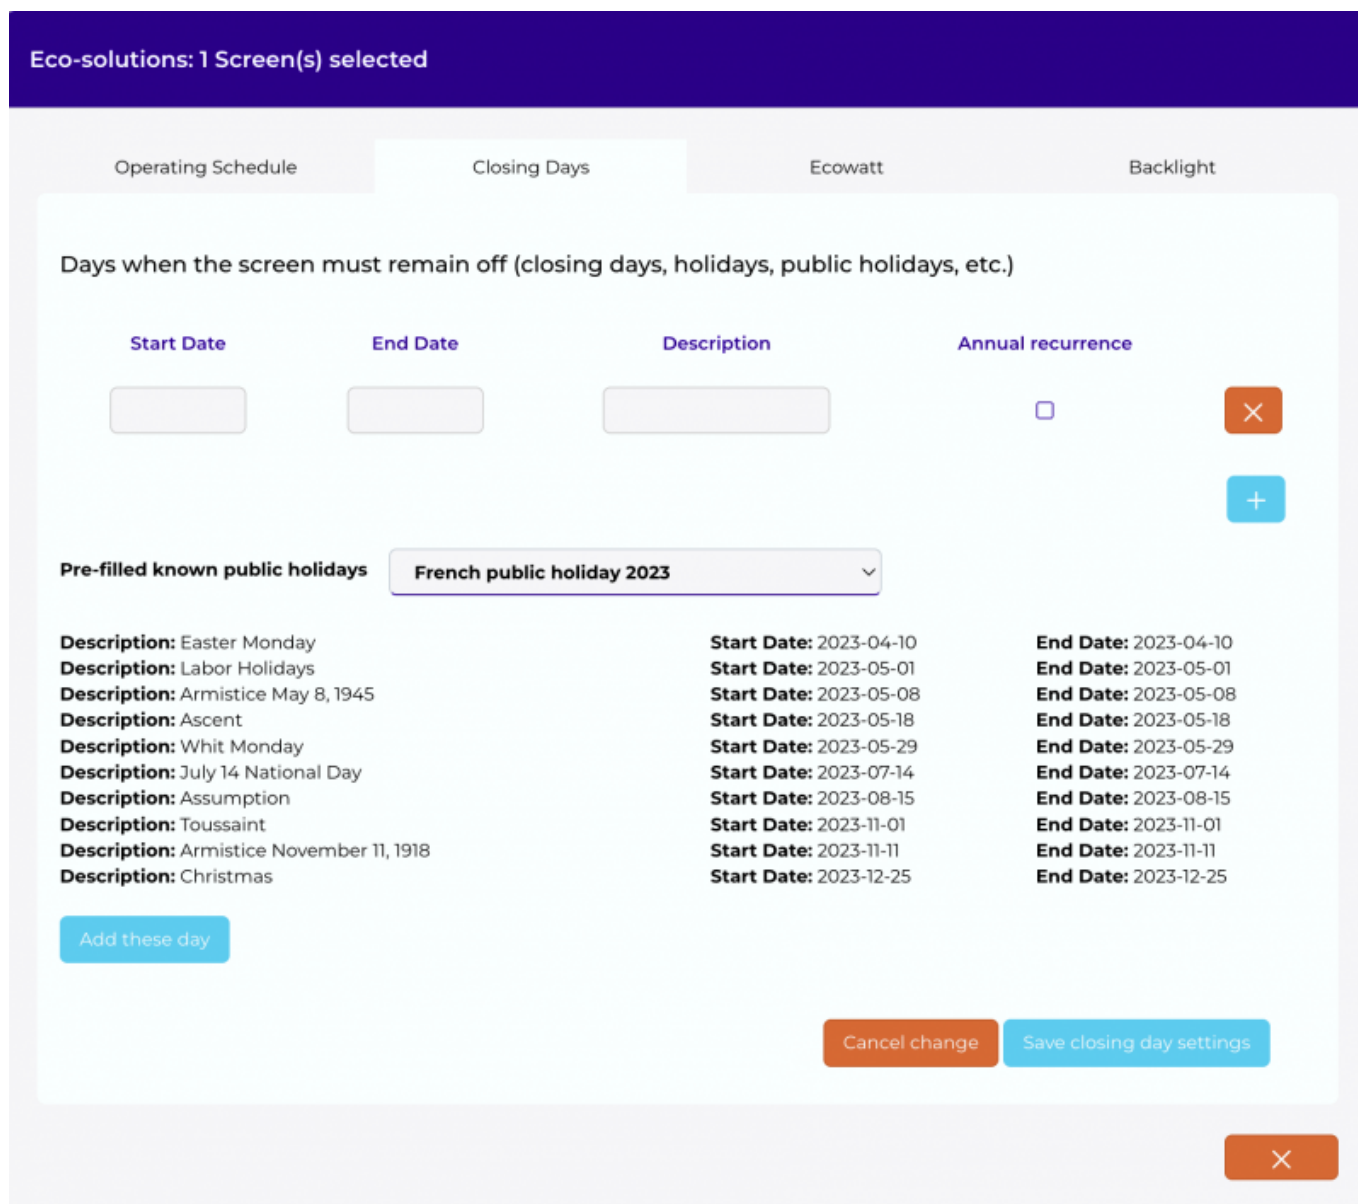 Eco-solutions: 1 Screen(s) selected
Operating Schedule Closing Days Ecowatt Backlight
Days when the screen must remain off (closing days, holidays, public holidays, etc.)
Start Date End Date Description Annual recurrence
Pre-filled known public holidays French public holiday 2023
Description: Easter Monday Start Date: 2023-04-10 End Date: 2023-04-10
Description: Labor Holidays Start Date: 2023-05-01 End Date: 2023-05-01
Description: Armistice May 8, 1945 Start Date: 2023-05-08 End Date: 2023-05-08
Description: Ascent Start Date: 2023-05-18 End Date: 2023-05-18
Description: Whit Monday Start Date: 2023-05-29 End Date: 2023-05-29
Description: July 14 National Day Start Date: 2023-07-14 End Date: 2023-07-14
Description: Assumption Start Date: 2023-08-15 End Date: 2023-08-15
Description: Toussaint Start Date: 2023-11-01 End Date: 2023-11-01
Description: Armistice November 11, 1918 Start Date: 2023-11-11 End Date: 2023-11-11
Description: Christmas Start Date: 2023-12-25 End Date: 2023-12-25
Add these day
Cancel change Save closing day settings